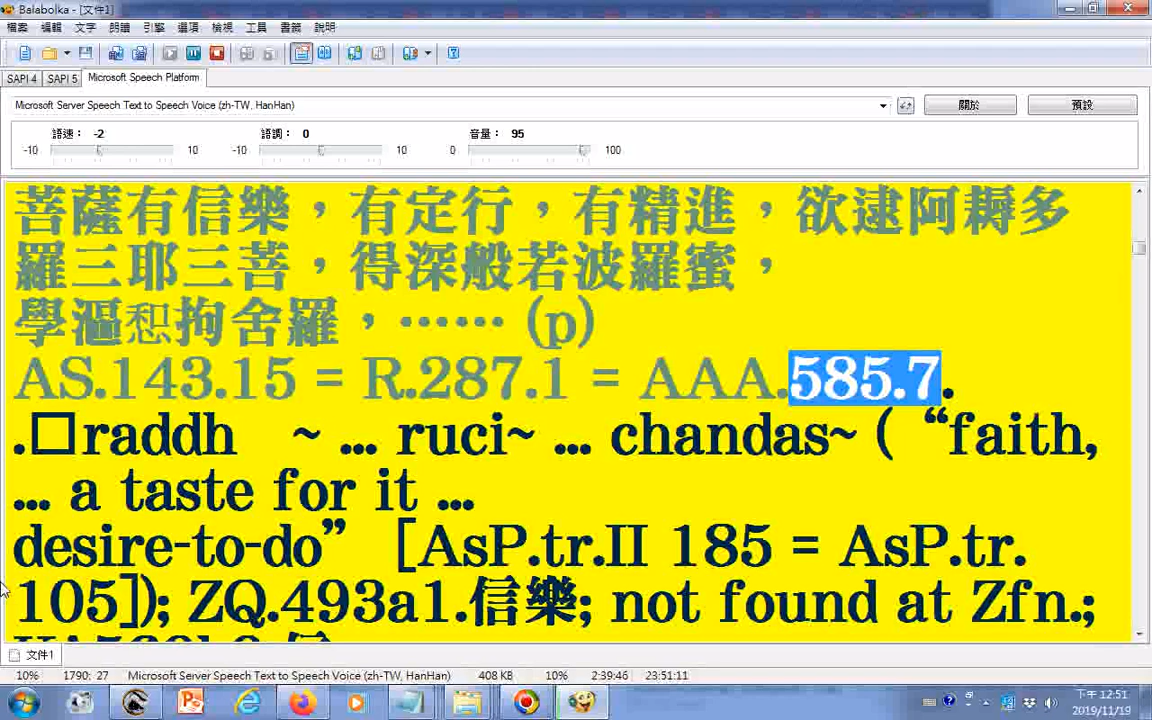 Balabolka - [文件1]
檔案 編輯 文字 朗讀 引擎 選項 檢視 工具 書籤 說明
SAPI 4 SAPI 5 Microsoft Speech Platform
Microsoft Server Speech Text to Speech Voice (zh-TW, HanHan) 關於 預設
語速： -2 語調： 0 音量： 95
-10 10 -10 10 0 100
菩薩有信樂，有定行，有精進，欲逮阿耨多
羅三耶三菩，得深般若波羅蜜，
學漚惒拘舍羅，…… (p)
AS.143.15 = R.287.1 = AAA.585.7.
.□raddh ~ ... ruci~ ... chandas~ (“faith,
... a taste for it ...
desire-to-do” [AsP.tr.II 185 = AsP.tr.
105]); ZQ.493a1.信樂; not found at Zfn.;
文件1
10% 1790; 27 Microsoft Server Speech Text to Speech Voice (zh-TW, HanHan) 408 KB 10% 2:39:46 23:51:11
下午 12:51
2019/11/19